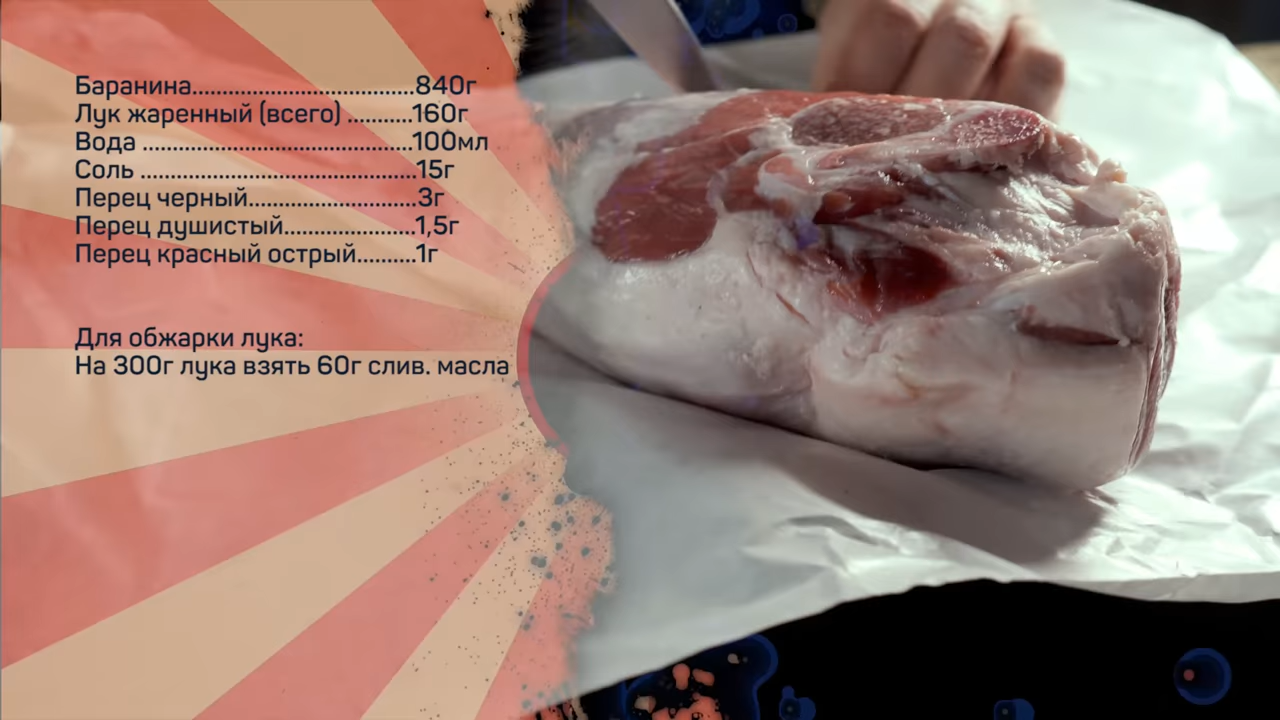 Баранина.....................................840г
Лук жаренный (всего) ...........160г
Вода .............................................100мл
Соль ..............................................15г
Перец черный............................3г
Перец душистый......................1,5г
Перец красный острый..........1г
Для обжарки лука:
На 300г лука взять 60г слив. масла